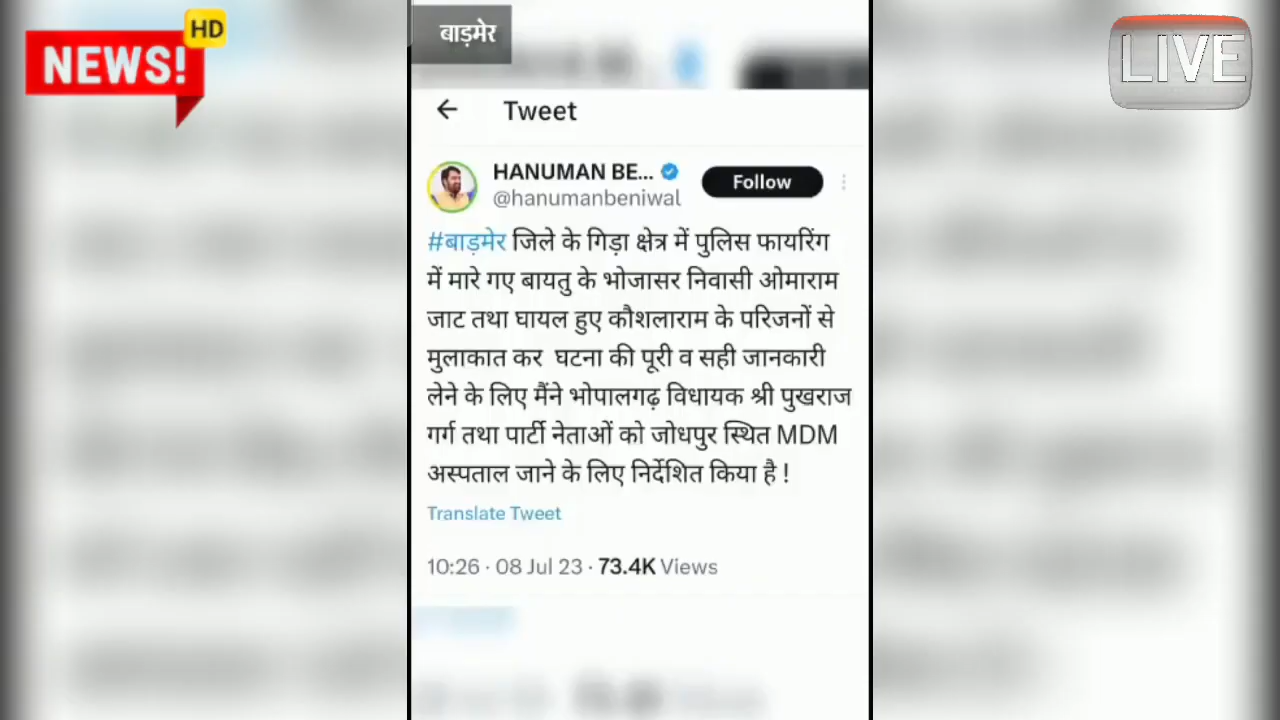 NEWS!
HD
बाड़मेर
LIVE
Tweet
HANUMAN BE...
Follow
@hanumanbeniwal
#बाड़मेर जिले के गिड़ा क्षेत्र में पुलिस फायरिंग
में मारे गए बायतु के भोजासर निवासी ओमाराम
जाट तथा घायल हुए कौशलाराम के परिजनों से
मुलाकात कर घटना की पूरी व सही जानकारी
लेने के लिए मैंने भोपालगढ़ विधायक श्री पुखराज
गर्ग तथा पार्टी नेताओं को जोधपुर स्थित MDM
अस्पताल जाने के लिए निर्देशित किया है !
Translate Tweet
10:26 · 08 Jul 23 · 73.4K Views